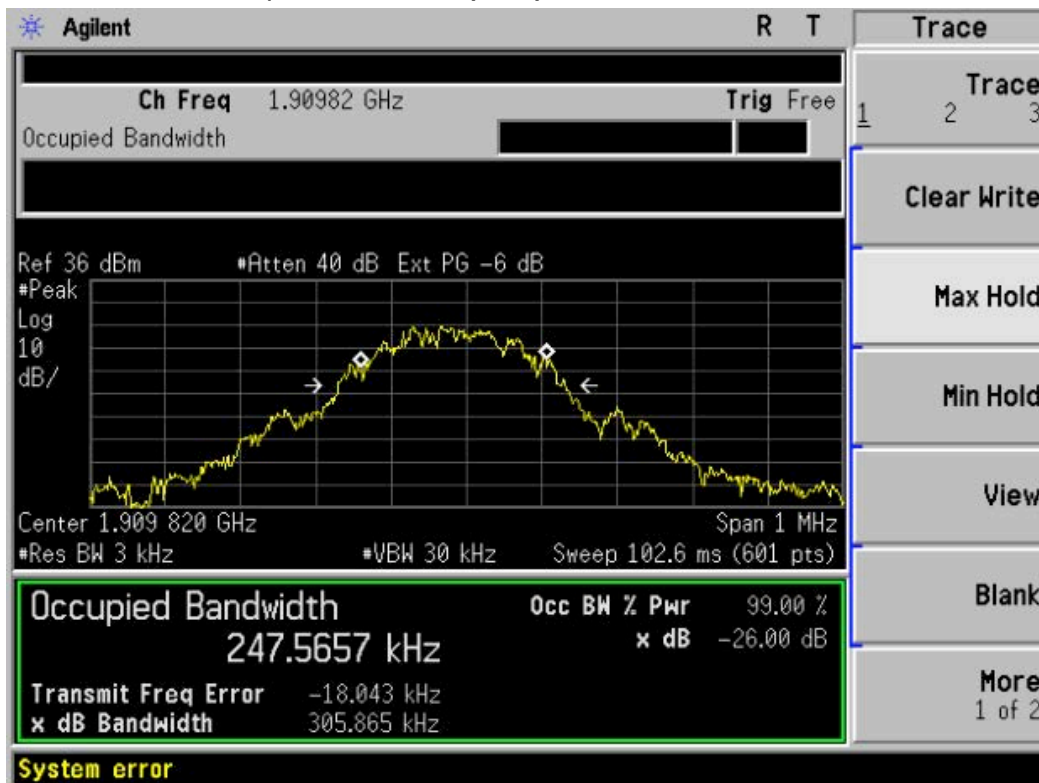 Agilent R T Trace
Ch Freq 1.90982 GHz Trig Free
Occupied Bandwidth
Trace
1 2 3
Clear Write
Max Hold
Min Hold
View
Blank
More
1 of 2
Ref 36 dBm #Atten 40 dB Ext PG -6 dB
#Peak
Log
10
dB/
Center 1.909 820 GHz Span 1 MHz
#Res BW 3 kHz #VBW 30 kHz Sweep 102.6 ms (601 pts)
Occupied Bandwidth Occ BW % Pwr 99.00 %
247.5657 kHz x dB -26.00 dB
Transmit Freq Error -18.043 kHz
x dB Bandwidth 305.865 kHz
System error